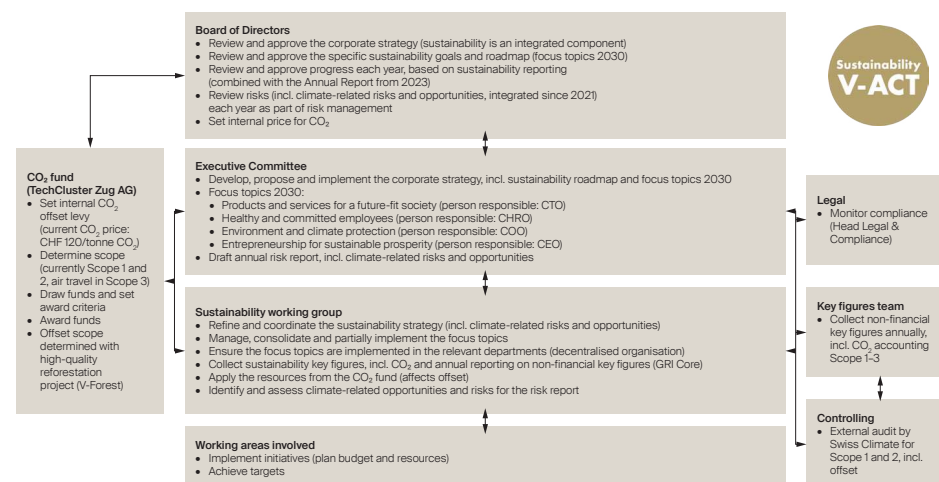 Board of Directors
• Review and approve the corporate strategy (sustainability is an integrated component)
• Review and approve the specific sustainability goals and roadmap (focus topics 2030)
• Review and approve progress each year, based on sustainability reporting
(combined with the Annual Report from 2023)
• Review risks (incl. climate-related risks and opportunities, integrated since 2021)
each year as part of risk management
• Set internal price for CO₂
Sustainability
V-ACT
CO₂ fund
(TechCluster Zug AG)
• Set internal CO₂
offset levy
(current CO₂ price:
CHF 120/tonne CO₂)
• Determine scope
(currently Scope 1 and
2, air travel in Scope 3)
• Draw funds and set
award criteria
• Award funds
• Offset scope
determined with
high-quality
reforestation
project (V-Forest)
Executive Committee
• Develop, propose and implement the corporate strategy, incl. sustainability roadmap and focus topics 2030
• Focus topics 2030:
• Products and services for a future-fit society (person responsible: CTO)
• Healthy and committed employees (person responsible: CHRO)
• Environment and climate protection (person responsible: COO)
• Entrepreneurship for sustainable prosperity (person responsible: CEO)
• Draft annual risk report, incl. climate-related risks and opportunities
Sustainability working group
• Refine and coordinate the sustainability strategy (incl. climate-related risks and opportunities)
• Manage, consolidate and partially implement the focus topics
• Ensure the focus topics are implemented in the relevant departments (decentralised organisation)
• Collect sustainability key figures, incl. CO₂ and annual reporting on non-financial key figures (GRI Core)
• Apply the resources from the CO₂ fund (affects offset)
• Identify and assess climate-related opportunities and risks for the risk report
Working areas involved
• Implement initiatives (plan budget and resources)
• Achieve targets
Legal
• Monitor compliance
(Head Legal &
Compliance)
Key figures team
• Collect non-financial
key figures annually,
incl. CO₂ accounting
Scope 1–3
Controlling
• External audit by
Swiss Climate for
Scope 1 and 2, incl.
offset